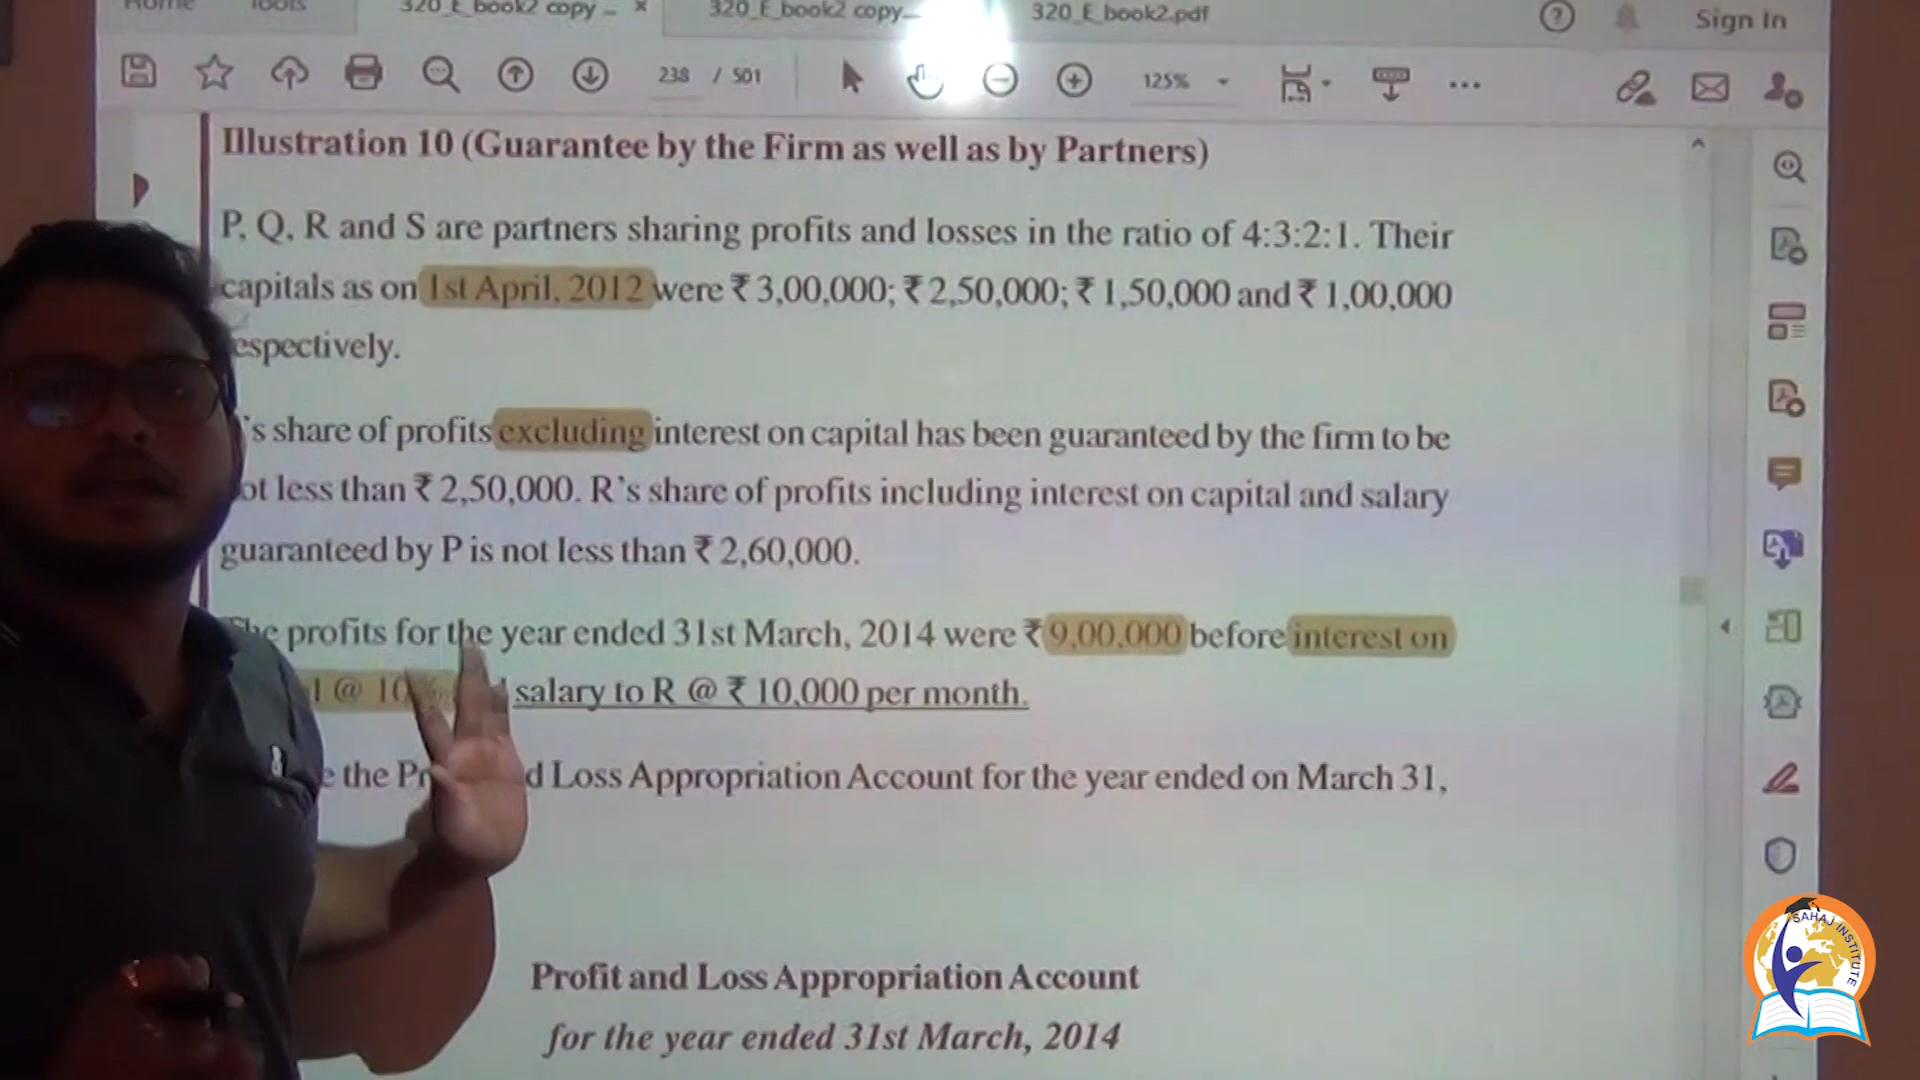 Home Tools 320_E_book2 copy ... × 320_E_book2 copy... 320_E_book2.pdf ? Sign In
238 / 501 125%
Illustration 10 (Guarantee by the Firm as well as by Partners)
P, Q, R and S are partners sharing profits and losses in the ratio of 4:3:2:1. Their
capitals as on 1st April, 2012 were ₹ 3,00,000; ₹ 2,50,000; ₹ 1,50,000 and ₹ 1,00,000
espectively.
's share of profits excluding interest on capital has been guaranteed by the firm to be
ot less than ₹ 2,50,000. R's share of profits including interest on capital and salary
guaranteed by P is not less than ₹ 2,60,000.
The profits for the year ended 31st March, 2014 were ₹ 9,00,000 before interest on
l @ 10 salary to R @ ₹ 10,000 per month.
e the Pr d Loss Appropriation Account for the year ended on March 31,
Profit and Loss Appropriation Account
for the year ended 31st March, 2014
SAHAJ INSTITUTE